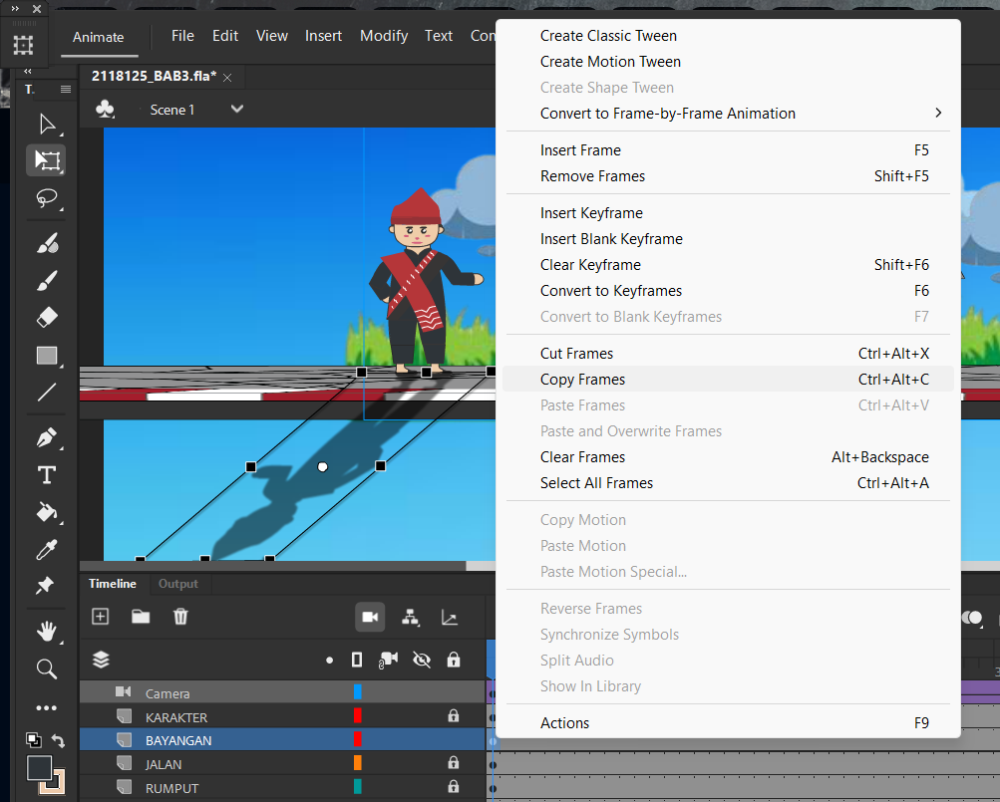 Animate
File Edit View Insert Modify Text
2118125_BAB3.fla*
Scene 1
Create Classic Tween
Create Motion Tween
Create Shape Tween
Convert to Frame-by-Frame Animation
Insert Frame F5
Remove Frames Shift+F5
Insert Keyframe
Insert Blank Keyframe
Clear Keyframe Shift+F6
Convert to Keyframes F6
Convert to Blank Keyframes F7
Cut Frames Ctrl+Alt+X
Copy Frames Ctrl+Alt+C
Paste Frames Ctrl+Alt+V
Paste and Overwrite Frames
Clear Frames Alt+Backspace
Select All Frames Ctrl+Alt+A
Copy Motion
Paste Motion
Paste Motion Special...
Reverse Frames
Synchronize Symbols
Split Audio
Show In Library
Actions F9
Timeline Output
Camera
KARAKTER
BAYANGAN
JALAN
RUMPUT